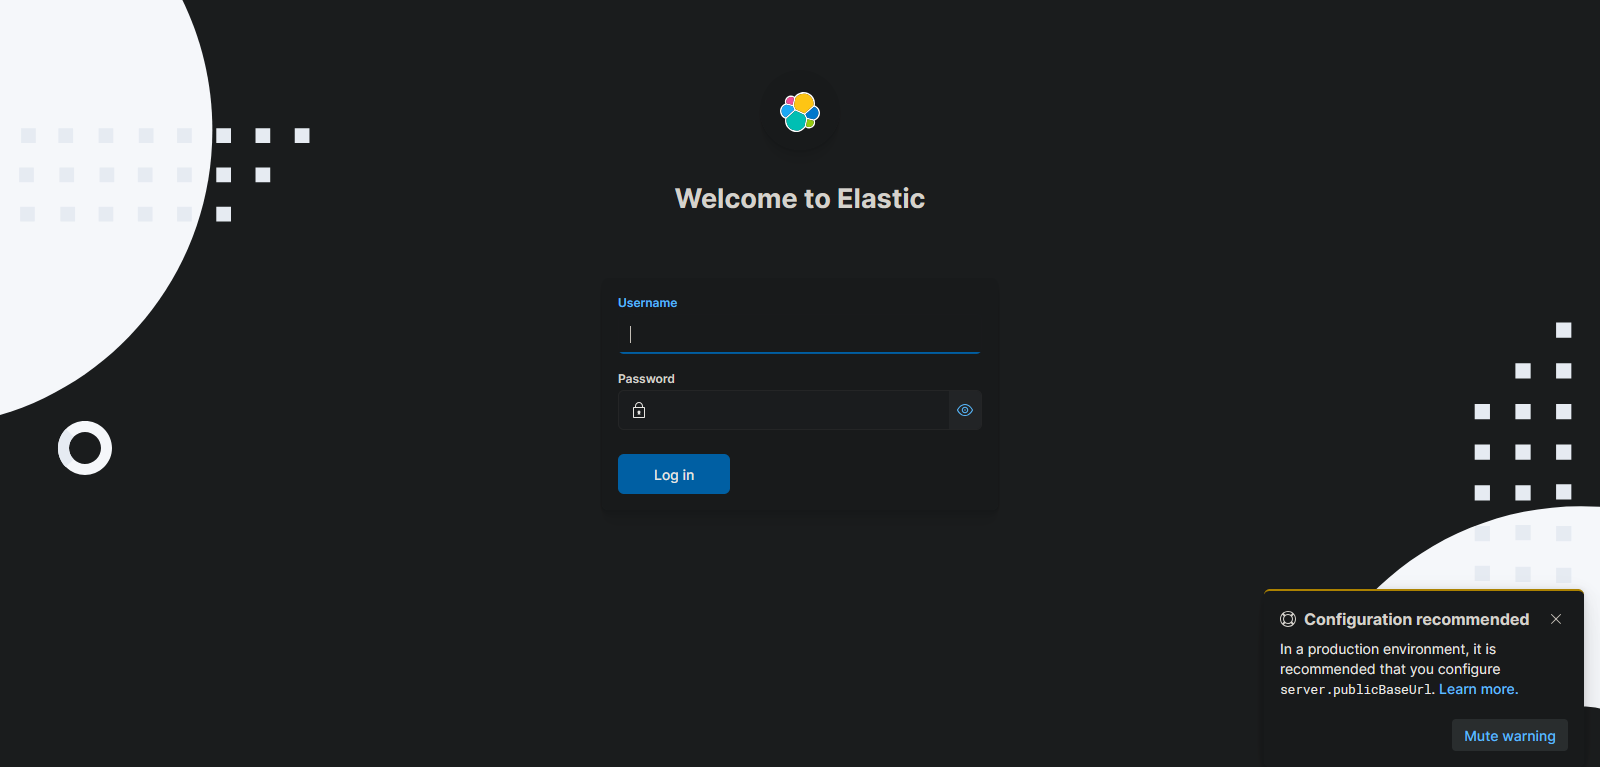 Welcome to Elastic
Username
Password
Log in
Configuration recommended
In a production environment, it is
recommended that you configure
server.publicBaseUrl. Learn more.
Mute warning